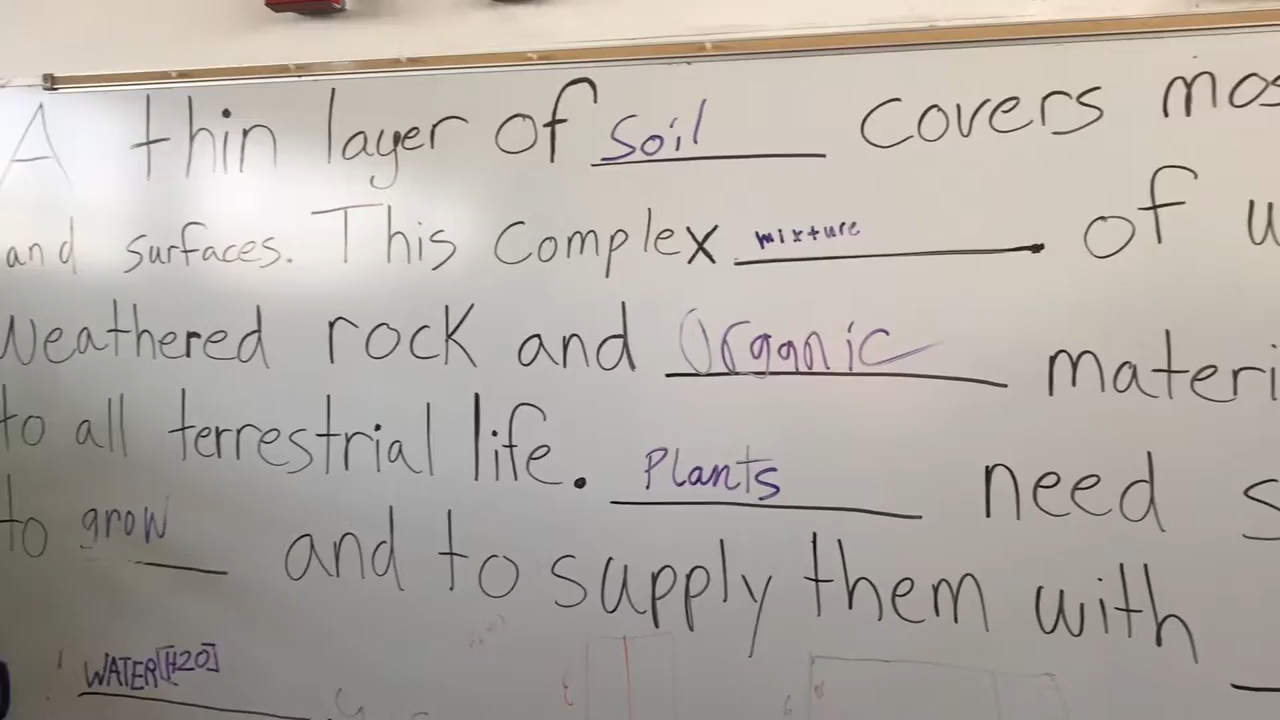 A thin layer of Soil covers mos
and surfaces. This Complex mixture of u
Weathered rock and Organic materi
to all terrestrial life. Plants need s
to grow and to supply them with
WATER[H2O]